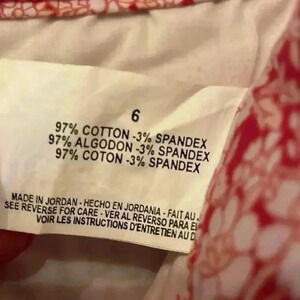 6
97% COTTON -3% SPANDEX
97% ALGODON -3% SPANDEX
97% COTON -3% SPANDEX
MADE IN JORDAN - HECHO EN JORDANIA - FAIT AU J
SEE REVERSE FOR CARE - VER AL REVERSO PARA E
VOIR LES INSTRUCTIONS D'ENTRETIEN AU D